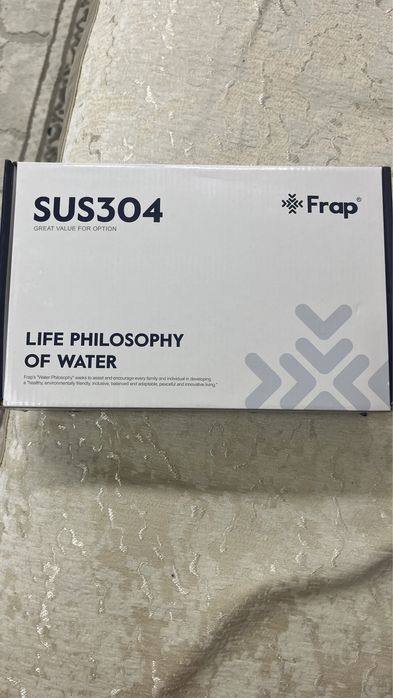 SUS304
GREAT VALUE FOR OPTION
Frap®
LIFE PHILOSOPHY
OF WATER
Frap's "Water Philosophy" seeks to assist and encourage every family and individual in developing
a "healthy, environmentally friendly, inclusive, balanced and adaptable, peaceful and innovative living."